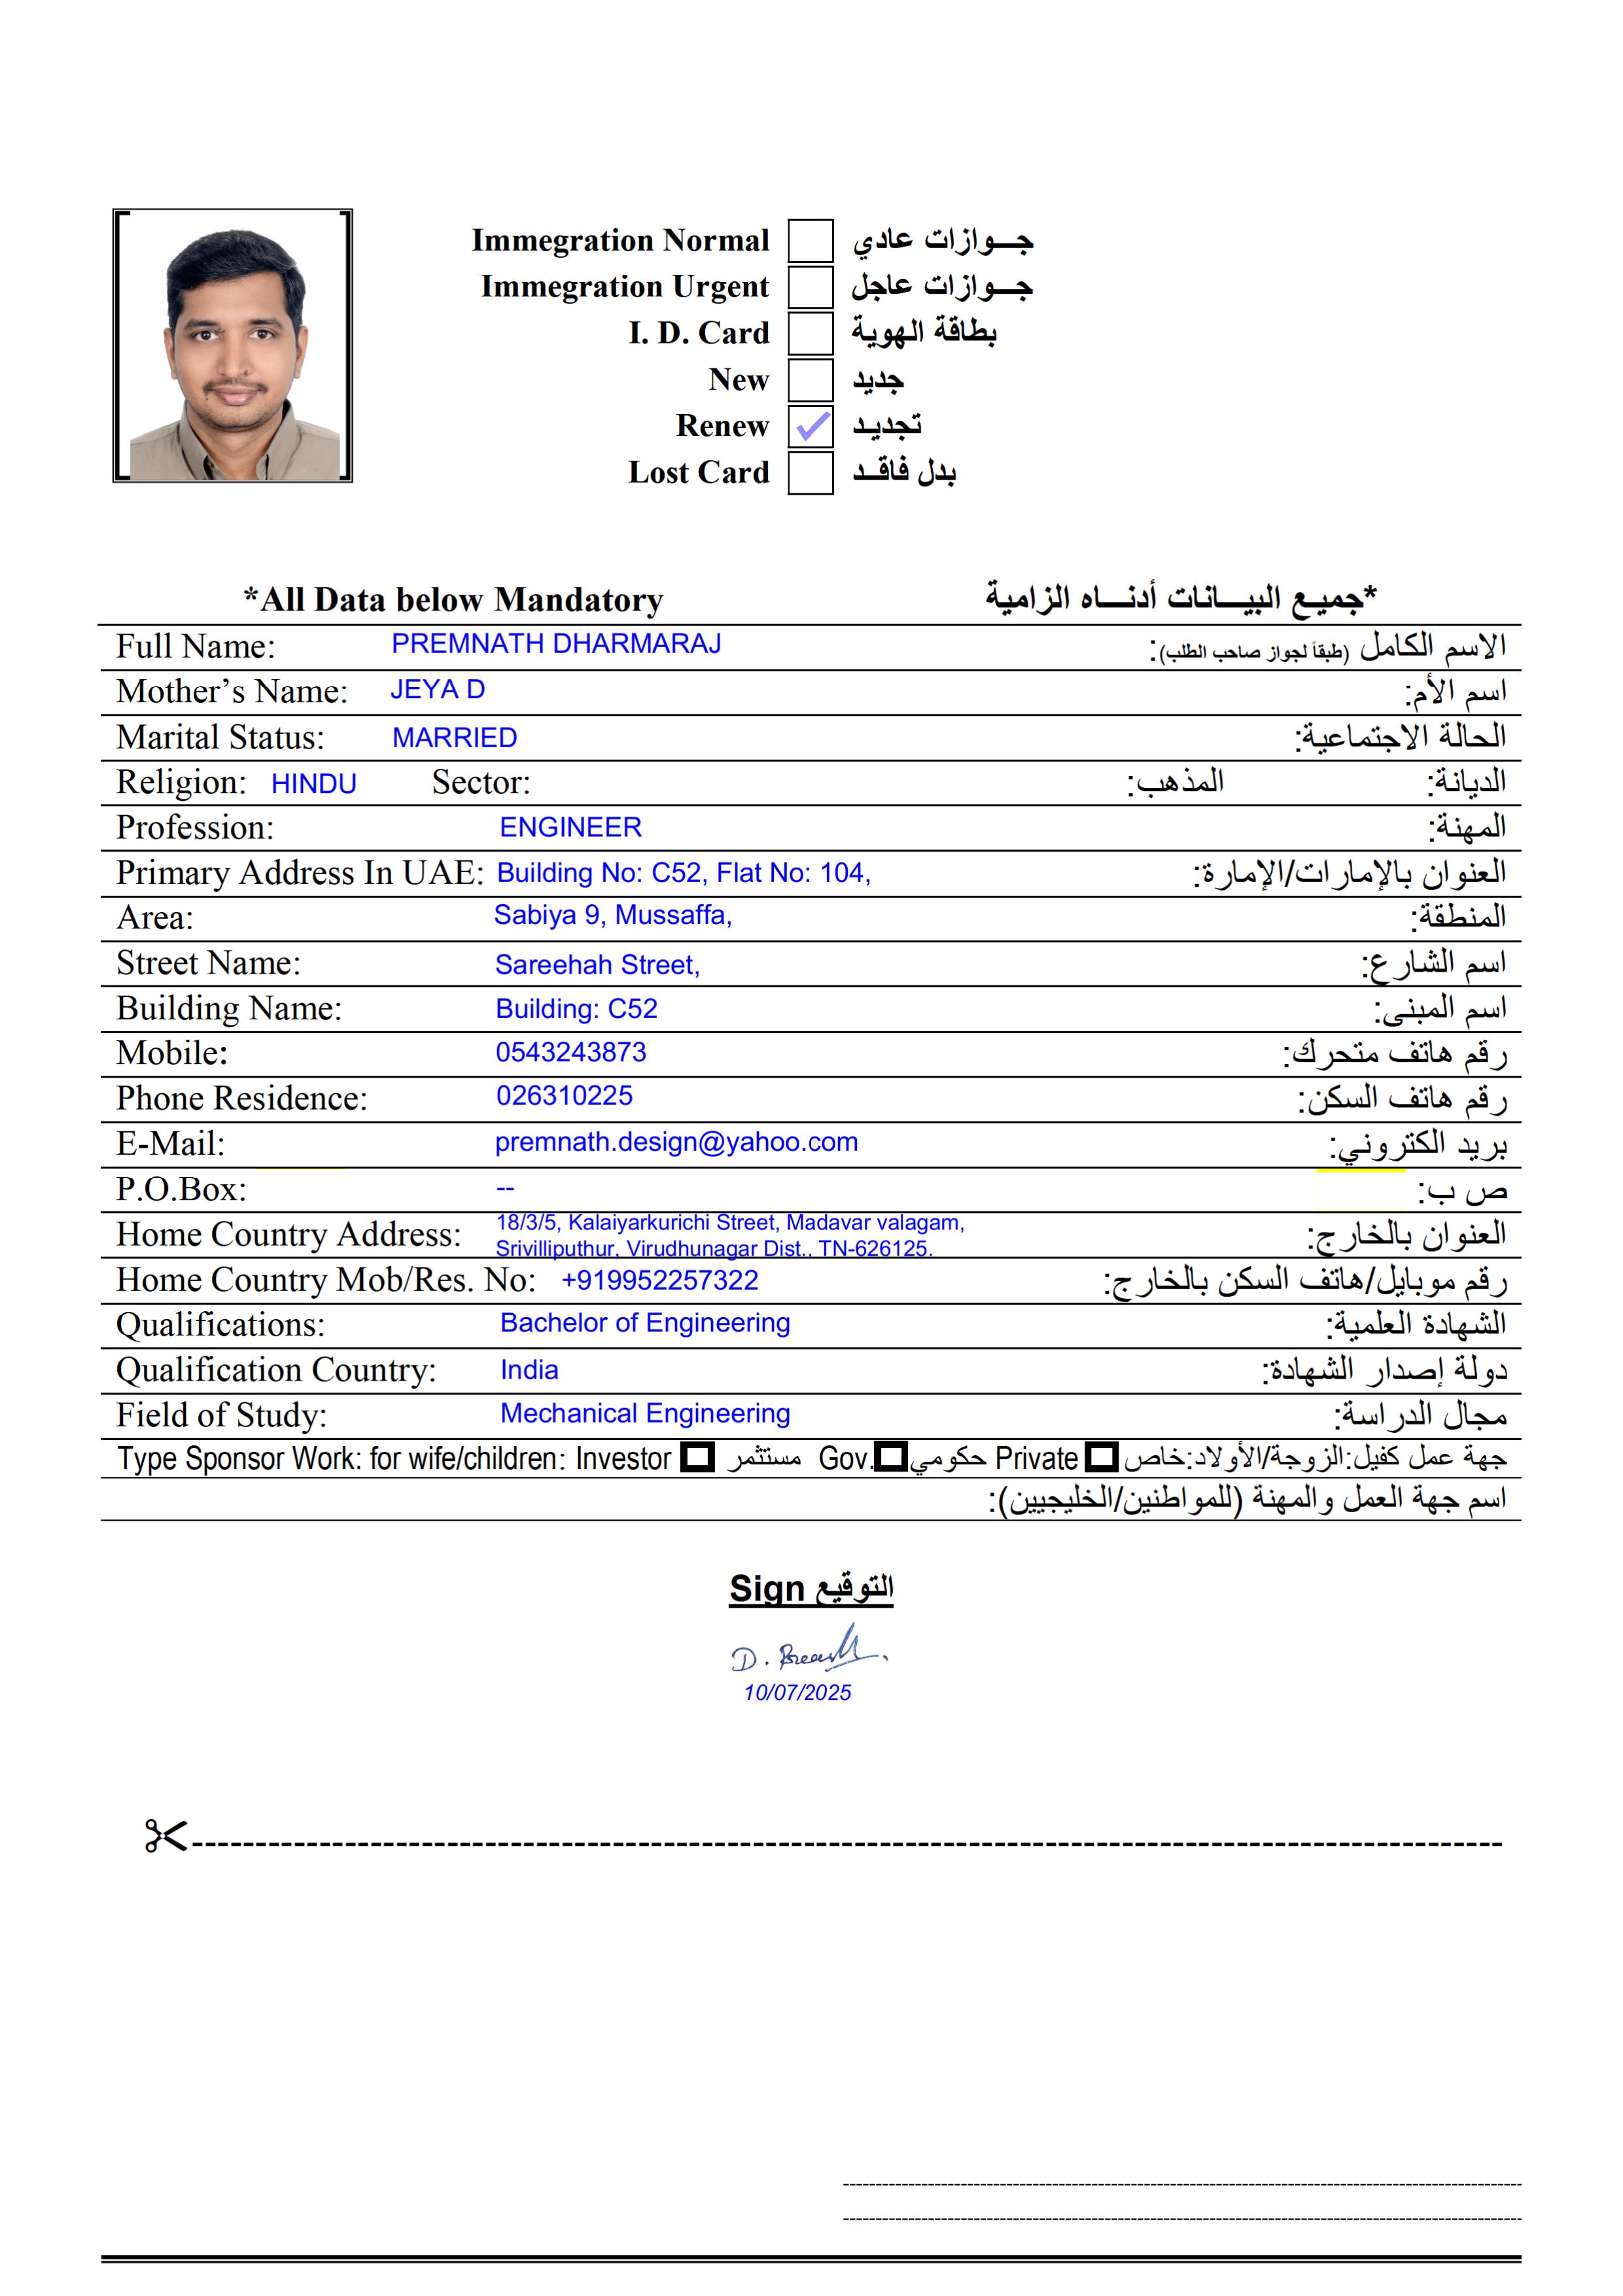 Immegration Normal جــوازات عادي
Immegration Urgent جــوازات عاجل
I. D. Card بطاقة الهوية
New جديد
Renew تجديد
Lost Card بدل فاقــد
*All Data below Mandatory *جميـع البيـــانات أدنـــاه الزامية
Full Name: PREMNATH DHARMARAJ الاسم الكامل (طبقاً لجواز صاحب الطلب):
Mother’s Name: JEYA D اسم الأم:
Marital Status: MARRIED الحالة الاجتماعية:
Religion: HINDU Sector: المذهب: الديانة:
Profession: ENGINEER المهنة:
Primary Address In UAE: Building No: C52, Flat No: 104, العنوان بالإمارات/الإمارة:
Area: Sabiya 9, Mussaffa, المنطقة:
Street Name: Sareehah Street, اسم الشارع:
Building Name: Building: C52 اسم المبنى:
Mobile: 0543243873 رقم هاتف متحرك:
Phone Residence: 026310225 رقم هاتف السكن:
E-Mail: premnath.design@yahoo.com بريد الكتروني:
P.O.Box: -- ص ب:
Home Country Address: 18/3/5, Kalaiyarkurichi Street, Madavar valagam, العنوان بالخارج:
Srivilliputhur, Virudhunagar Dist., TN-626125.
Home Country Mob/Res. No: +919952257322 رقم موبايل/هاتف السكن بالخارج:
Qualifications: Bachelor of Engineering الشهادة العلمية:
Qualification Country: India دولة إصدار الشهادة:
Field of Study: Mechanical Engineering مجال الدراسة:
Type Sponsor Work: for wife/children: Investor مستثمر Gov. حكومي Private خاص جهة عمل كفيل:الزوجة/الأولاد:
اسم جهة العمل والمهنة (للمواطنين/الخليجيين):
Sign التوقيع
D.
10/07/2025